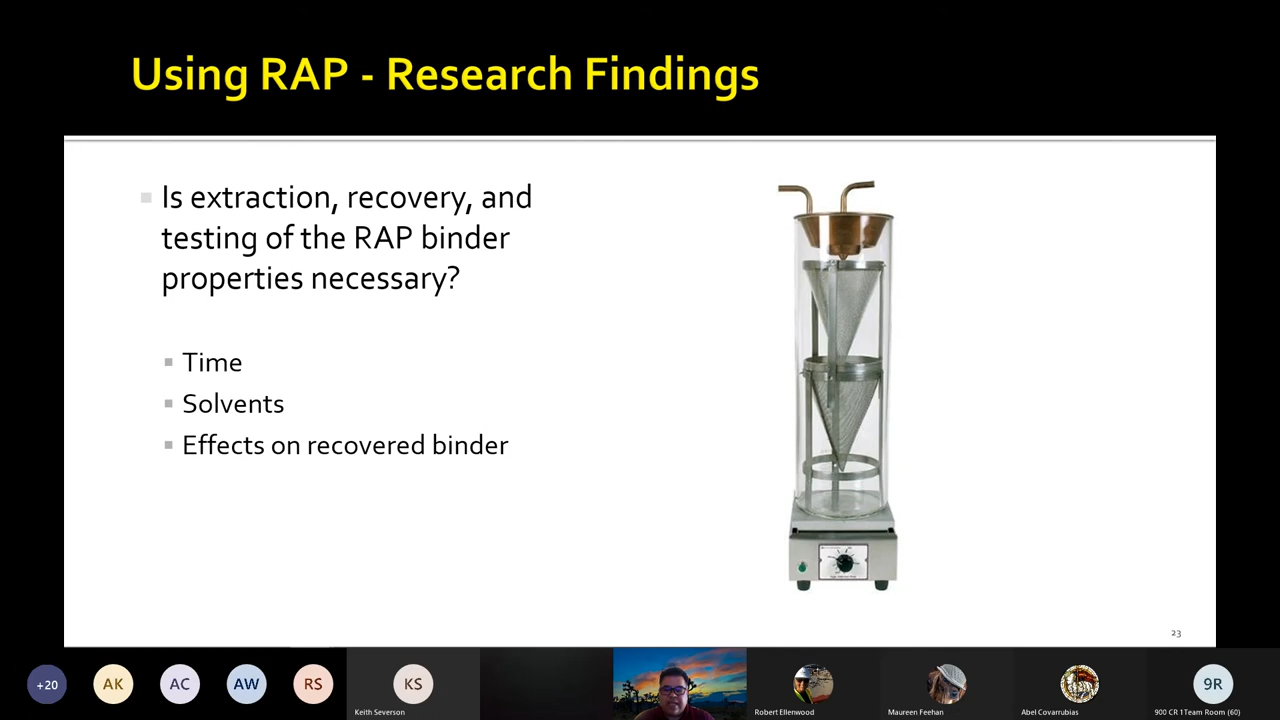 Using RAP - Research Findings
Is extraction, recovery, and
testing of the RAP binder
properties necessary?
Time
Solvents
Effects on recovered binder
23
+20
AK
AC
AW
RS
KS
9R
Keith Severson
Robert Ellenwood
Maureen Feehan
Abel Covarrubias
900 CR 1Team Room (60)